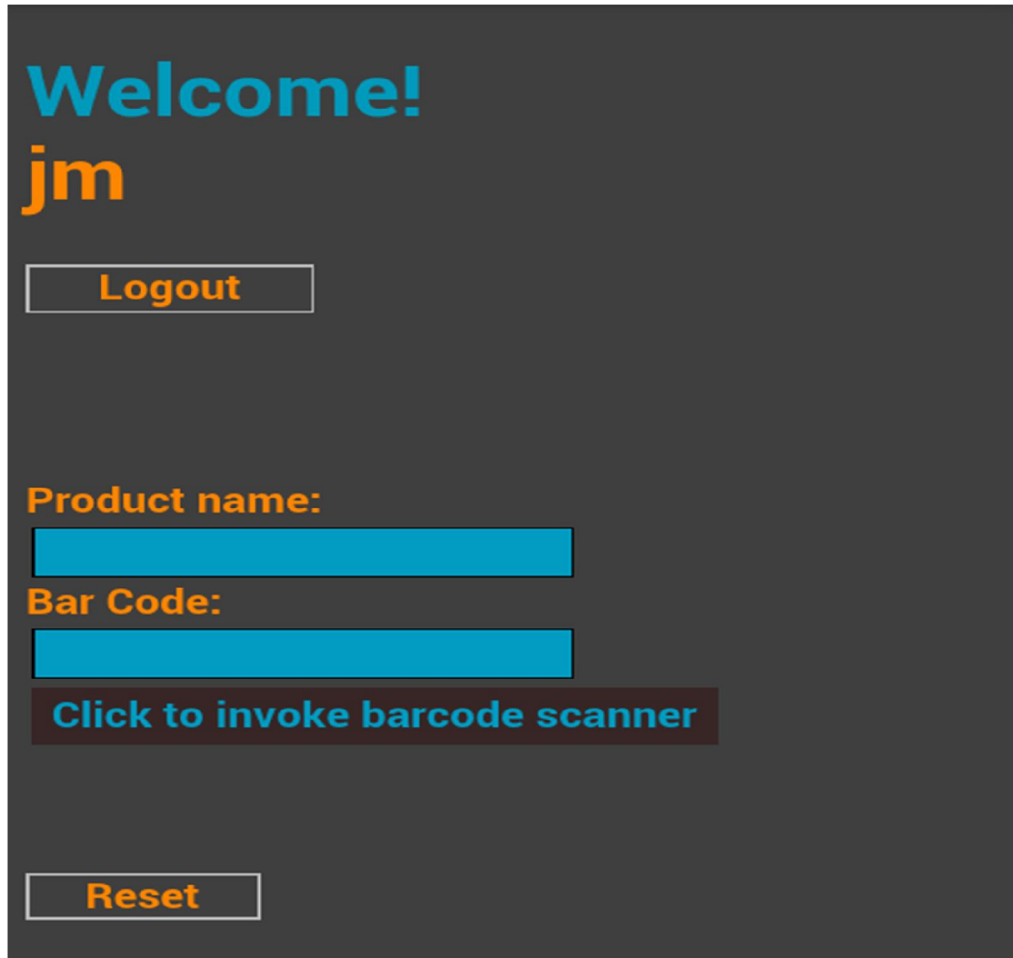 Welcome!
jm
Logout
Product name:
Bar Code:
Click to invoke barcode scanner
Reset